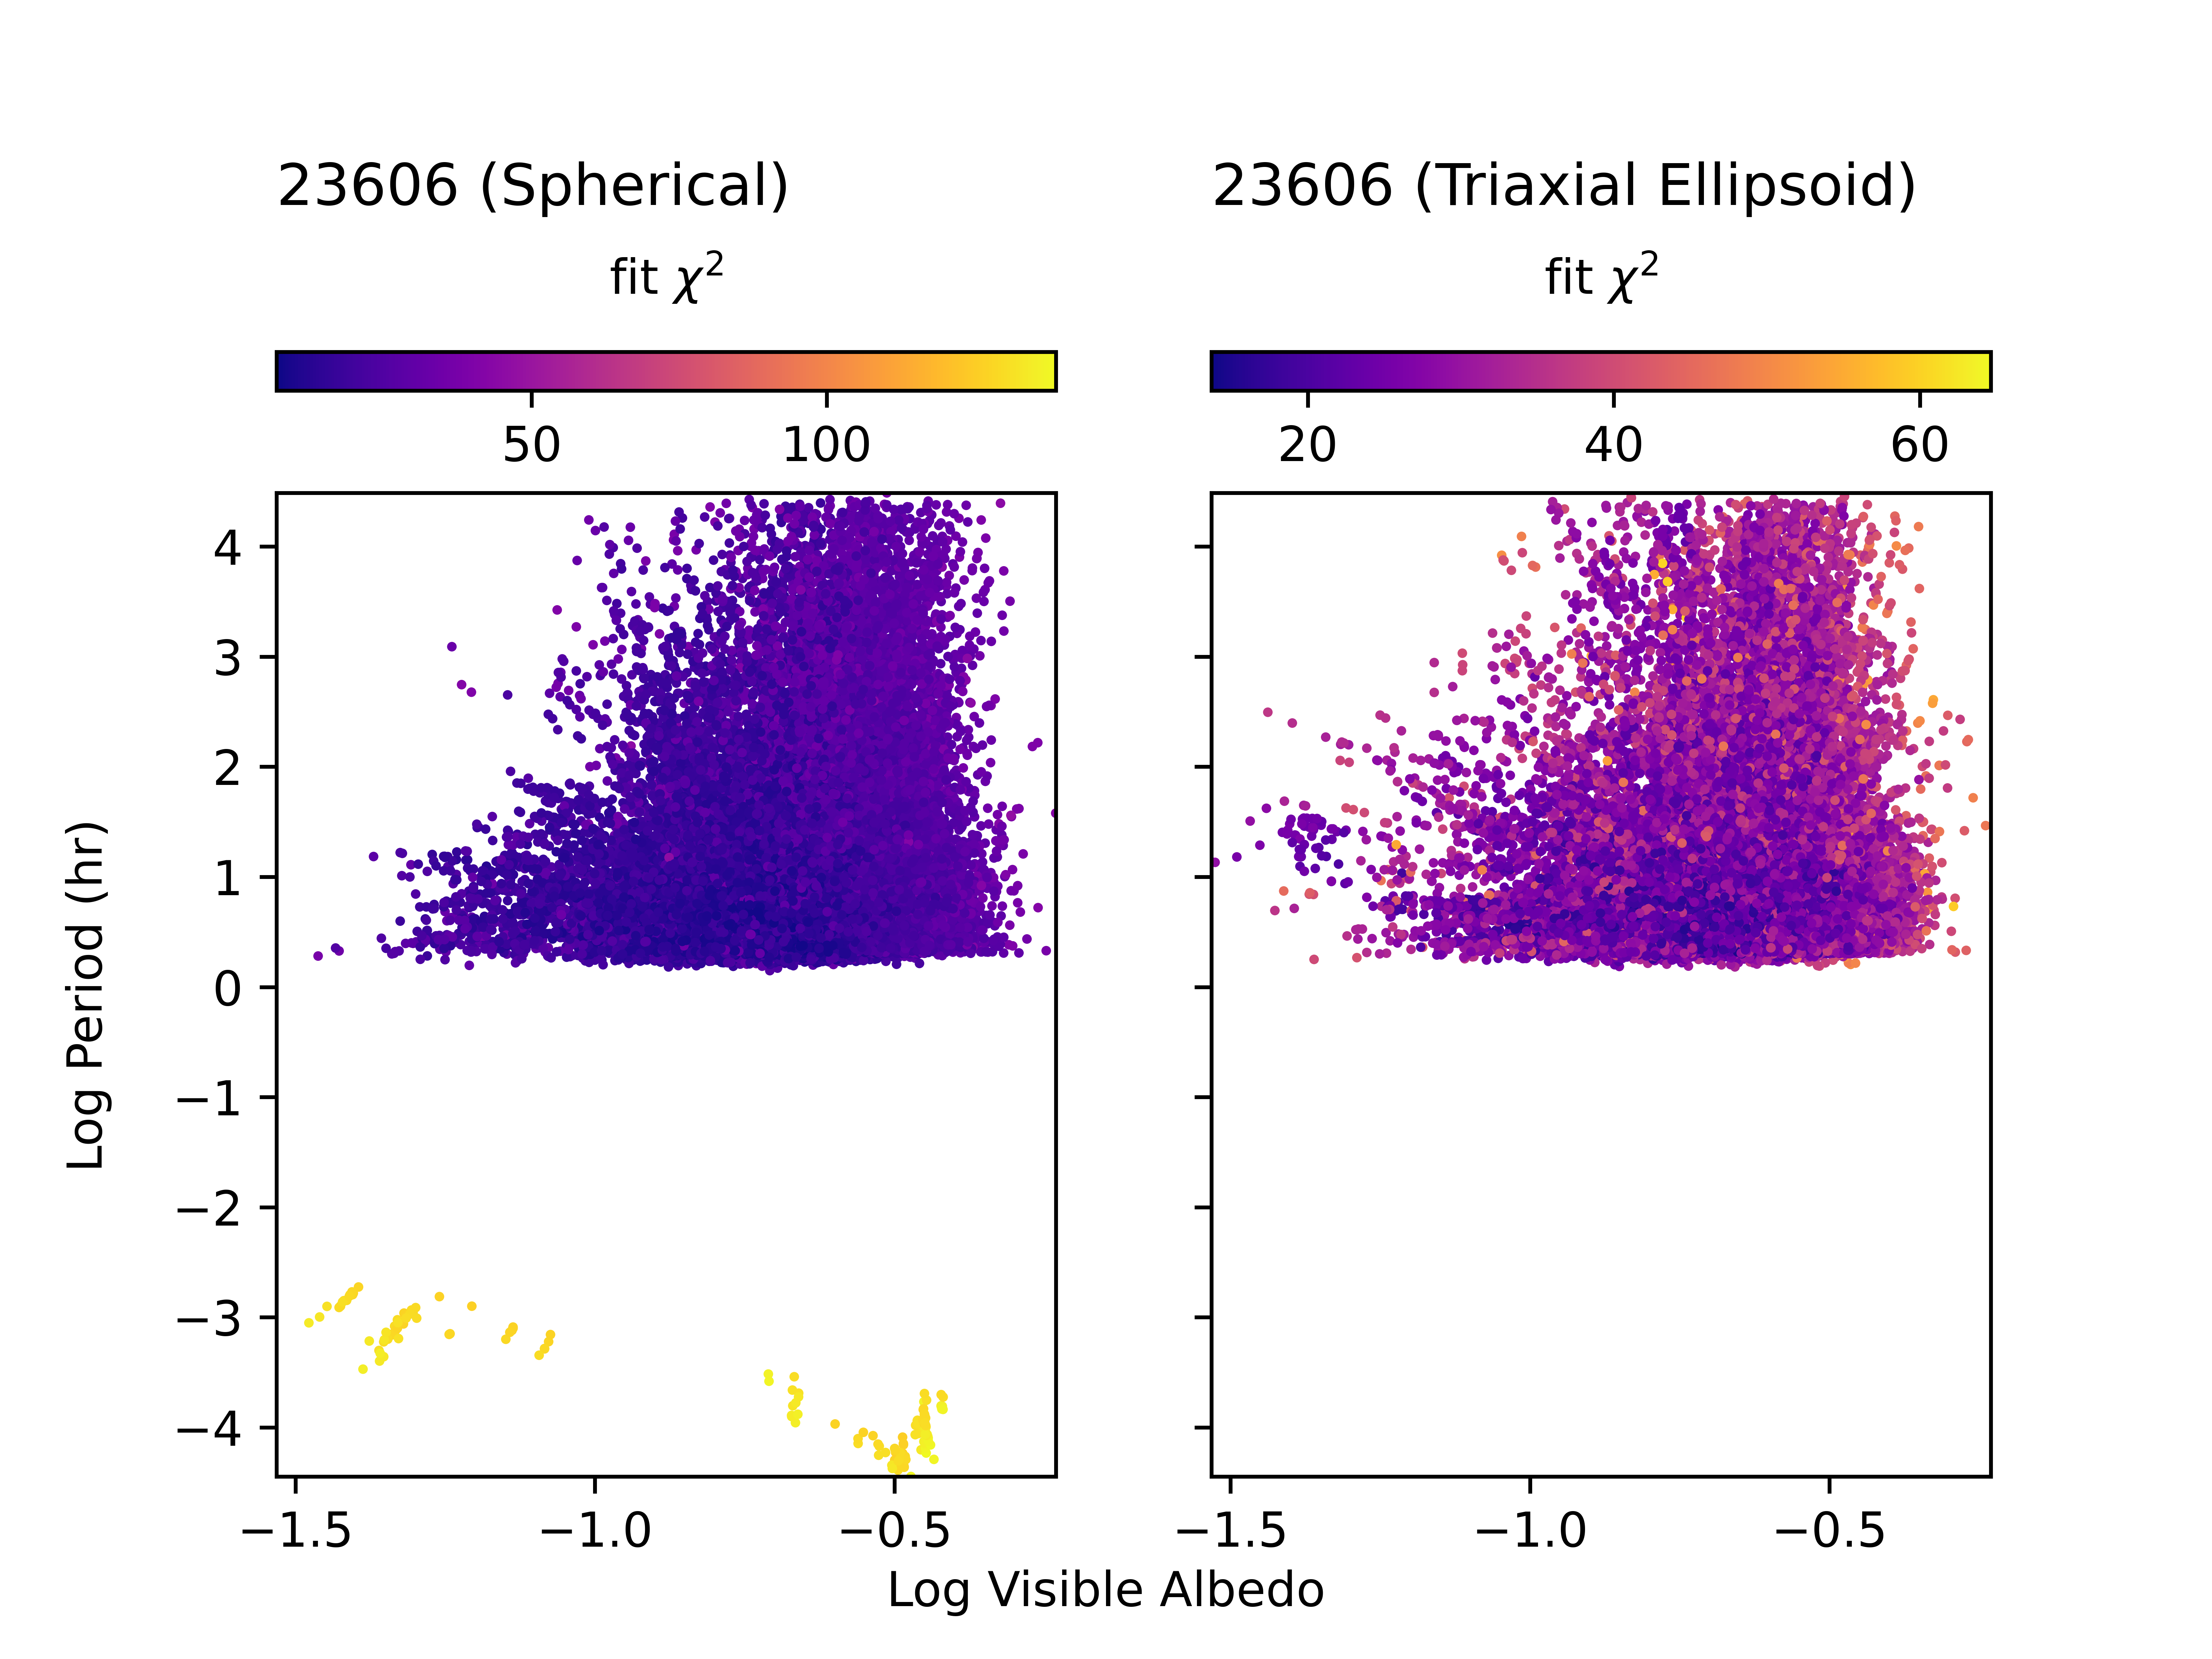 23606 (Spherical)
23606 (Triaxial Ellipsoid)
fit χ²
fit χ²
50 100
20 40 60
4
3
2
1
0
−1
−2
−3
−4
Log Period (hr)
−1.5 −1.0 −0.5
−1.5 −1.0 −0.5
Log Visible Albedo